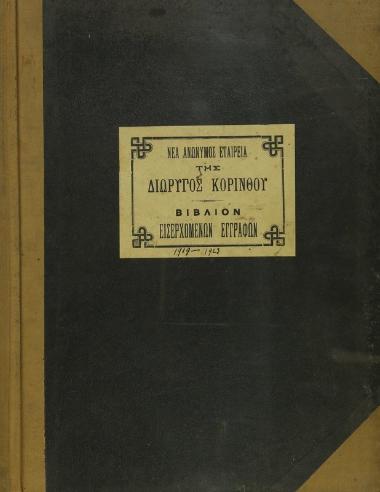 ΝΕΑ ΑΝΩΝΥΜΟΣ ΕΤΑΙΡΕΙΑ
ΤΗΣ
ΔΙΩΡΥΓΟΣ ΚΟΡΙΝΘΟΥ
ΒΙΒΛΙΟΝ
ΕΙΣΕΡΧΟΜΕΝΩΝ ΕΓΓΡΑΦΩΝ
1919-1923